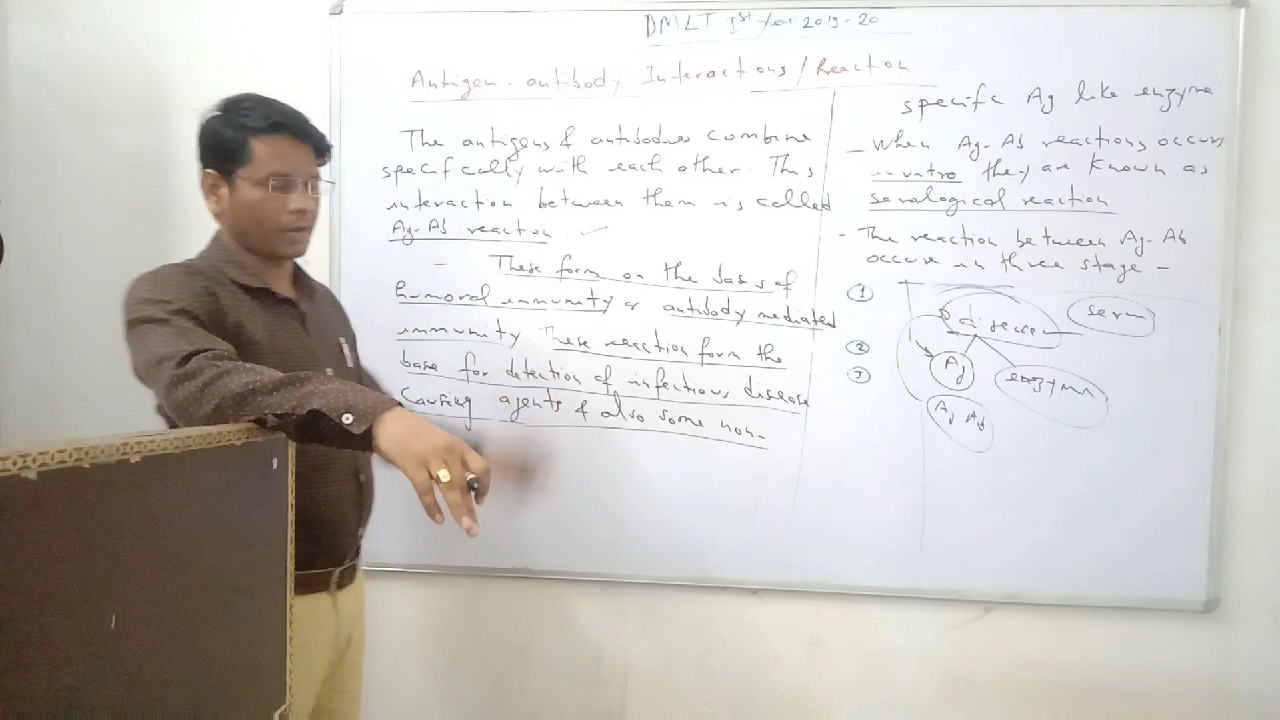 DMLT Ist Year 2019-20
Antigen-antibody Interactions/Reaction
The antigens & antibodies combine
specifically with each other. This
interaction between them is called
Ag-Ab reaction.
- These form on the basis of
humoral immunity or antibody mediated
immunity These reaction form the
base for detection of infectious disease
causing agents & also some non-
specific Ag like enzyme
- When Ag-Ab reactions occurs
in vitro they are known as
serological reaction.
- The reaction between Ag-Ab
occurs in three stage -
①
②
③
serum
Ag
enzyme
Ag Ab